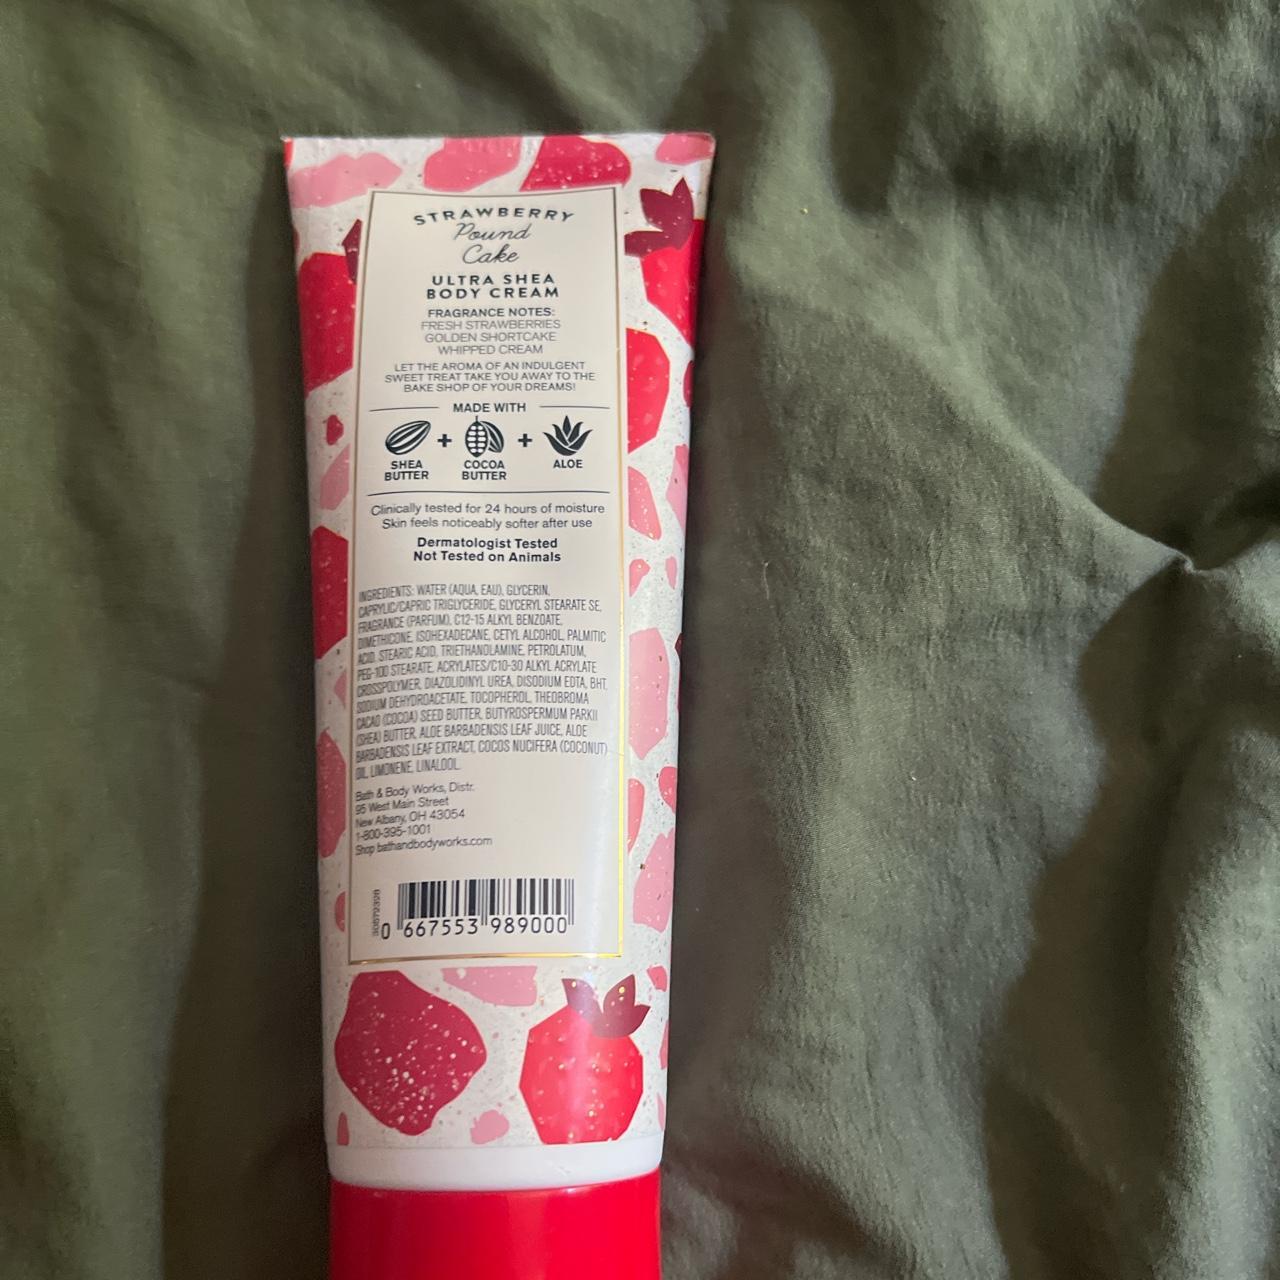 STRAWBERRY
Pound
Cake
ULTRA SHEA
BODY CREAM
FRAGRANCE NOTES:
FRESH STRAWBERRIES
GOLDEN SHORTCAKE
WHIPPED CREAM
LET THE AROMA OF AN INDULGENT
SWEET TREAT TAKE YOU AWAY TO THE
BAKE SHOP OF YOUR DREAMS!
MADE WITH
SHEA BUTTER + COCOA BUTTER + ALOE
Clinically tested for 24 hours of moisture
Skin feels noticeably softer after use
Dermatologist Tested
Not Tested on Animals
INGREDIENTS: WATER (AQUA, EAU), GLYCERIN,
CAPRYLIC/CAPRIC TRIGLYCERIDE, GLYCERYL STEARATE SE,
FRAGRANCE (PARFUM), C12-15 ALKYL BENZOATE,
DIMETHICONE, ISOHEXADECANE, CETYL ALCOHOL, PALMITIC
ACID, STEARIC ACID, TRIETHANOLAMINE, PETROLATUM,
PEG-100 STEARATE, ACRYLATES/C10-30 ALKYL ACRYLATE
CROSSPOLYMER, DIAZOLIDINYL UREA, DISODIUM EDTA, BHT,
SODIUM DEHYDROACETATE, TOCOPHEROL, THEOBROMA
CACAO (COCOA) SEED BUTTER, BUTYROSPERMUM PARKII
(SHEA) BUTTER, ALOE BARBADENSIS LEAF JUICE, ALOE
BARBADENSIS LEAF EXTRACT, COCOS NUCIFERA (COCONUT)
OIL, LIMONENE, LINALOOL.
Bath & Body Works, Distr.
95 West Main Street
New Albany, OH 43054
1-800-395-1001
Shop bathandbodyworks.com
0 667553 989000